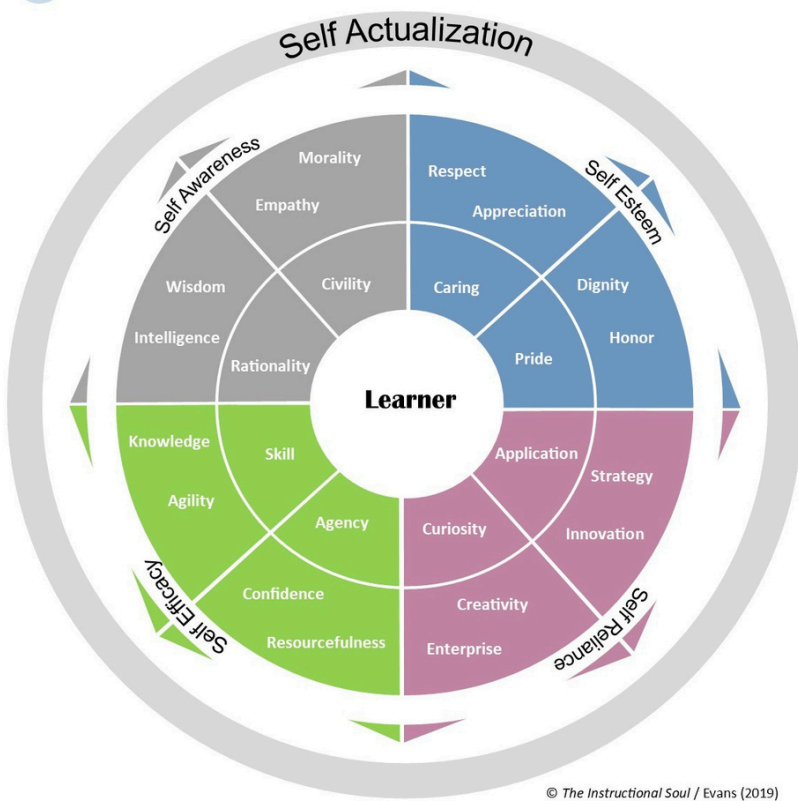 Self Actualization
Self Awareness
Morality
Empathy
Civility
Wisdom
Intelligence
Rationality
Self Esteem
Respect
Appreciation
Caring
Dignity
Honor
Pride
Learner
Knowledge
Agility
Skill
Agency
Confidence
Resourcefulness
Self Efficacy
Application
Strategy
Innovation
Curiosity
Creativity
Enterprise
Self Reliance
© The Instructional Soul / Evans (2019)